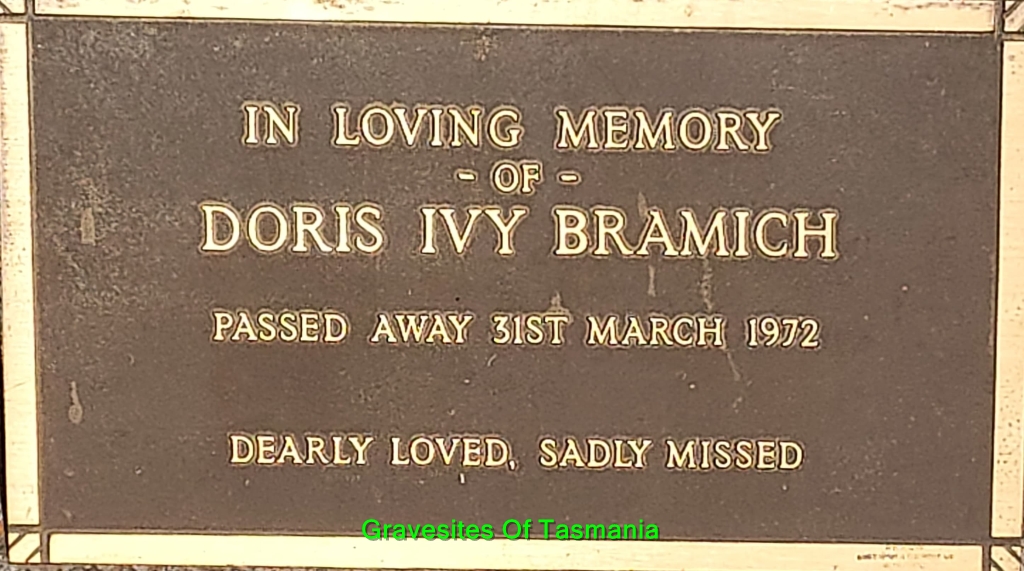 IN LOVING MEMORY
- OF -
DORIS IVY BRAMICH
PASSED AWAY 31ST MARCH 1972
DEARLY LOVED, SADLY MISSED
Gravesites Of Tasmania